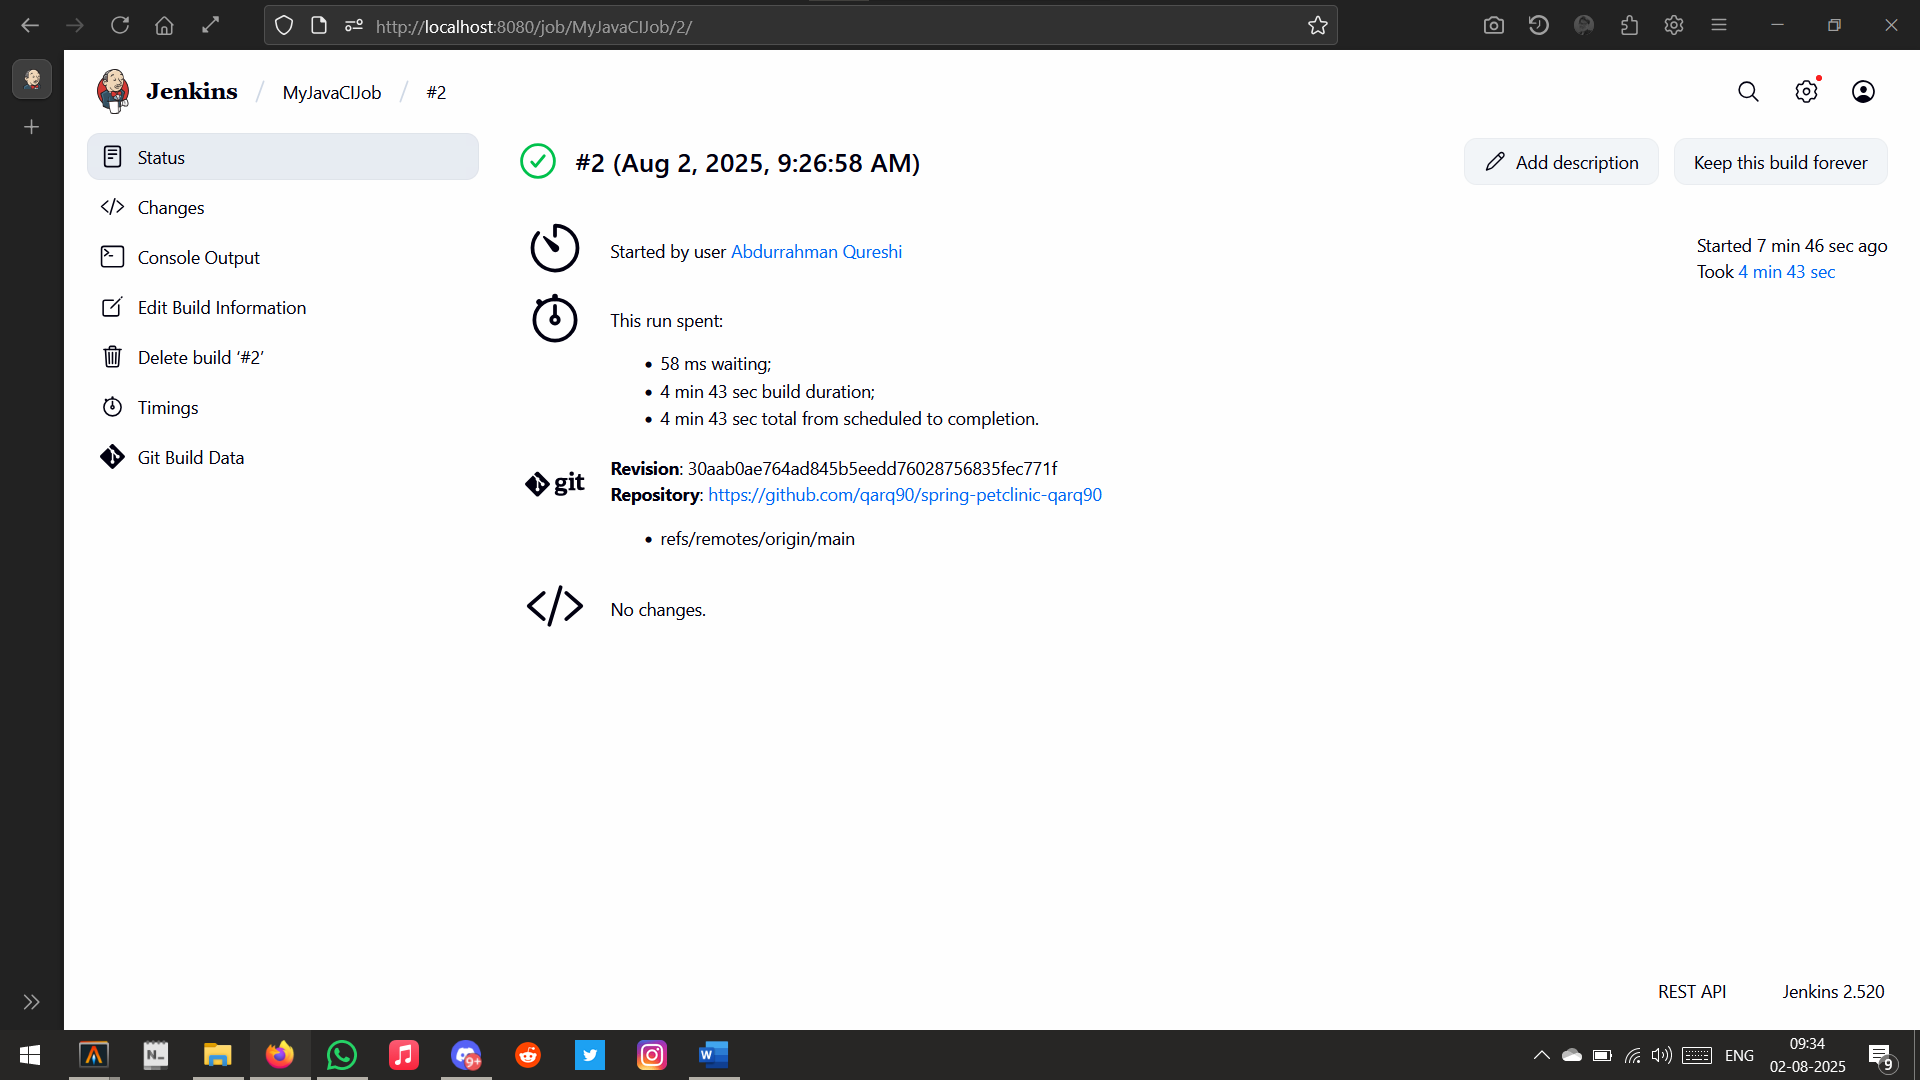 http://localhost:8080/job/MyJavaCIJob/2/
Jenkins / MyJavaCIJob / #2
Status
Changes
Console Output
Edit Build Information
Delete build ‘#2’
Timings
Git Build Data
#2 (Aug 2, 2025, 9:26:58 AM)
Add description
Keep this build forever
Started by user Abdurrahman Qureshi
Started 7 min 46 sec ago
Took 4 min 43 sec
This run spent:
• 58 ms waiting;
• 4 min 43 sec build duration;
• 4 min 43 sec total from scheduled to completion.
git
Revision: 30aab0ae764ad845b5eedd76028756835fec771f
Repository: https://github.com/qarq90/spring-petclinic-qarq90
• refs/remotes/origin/main
No changes.
REST API
Jenkins 2.520
N_
9+
W
ENG
09:34
02-08-2025
9